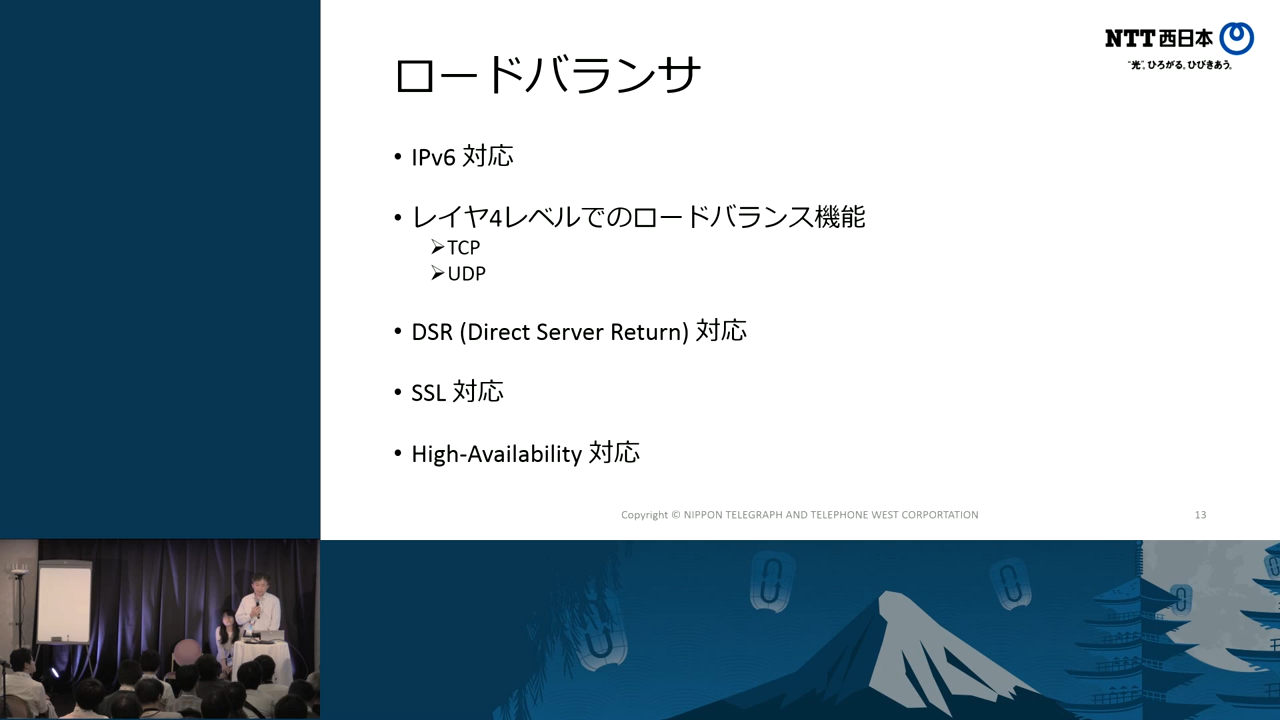 NTT西日本
“光”。ひろがる。ひびきあう。
ロードバランサ
• IPv6 対応
• レイヤ4レベルでのロードバランス機能
➢TCP
➢UDP
• DSR (Direct Server Return) 対応
• SSL 対応
• High-Availability 対応
Copyright © NIPPON TELEGRAPH AND TELEPHONE WEST CORPORTATION
13